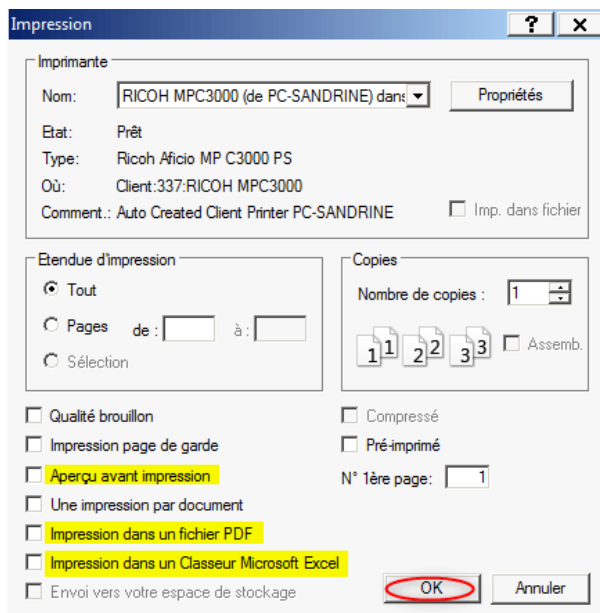 Impression
Imprimante
Nom: RICOH MPC3000 (de PC-SANDRINE) dans Propriétés
Etat: Prêt
Type: Ricoh Aficio MP C3000 PS
Où: Client:337:RICOH MPC3000
Comment.: Auto Created Client Printer PC-SANDRINE Imp. dans fichier
Etendue d'impression
Tout
Pages de : à :
Sélection
Copies
Nombre de copies : 1
1 1 2 2 3 3 Assemb.
Qualité brouillon
Impression page de garde
Aperçu avant impression
Une impression par document
Impression dans un fichier PDF
Impression dans un Classeur Microsoft Excel
Envoi vers votre espace de stockage
Compressé
Pré-imprimé
N° 1ère page: 1
OK Annuler